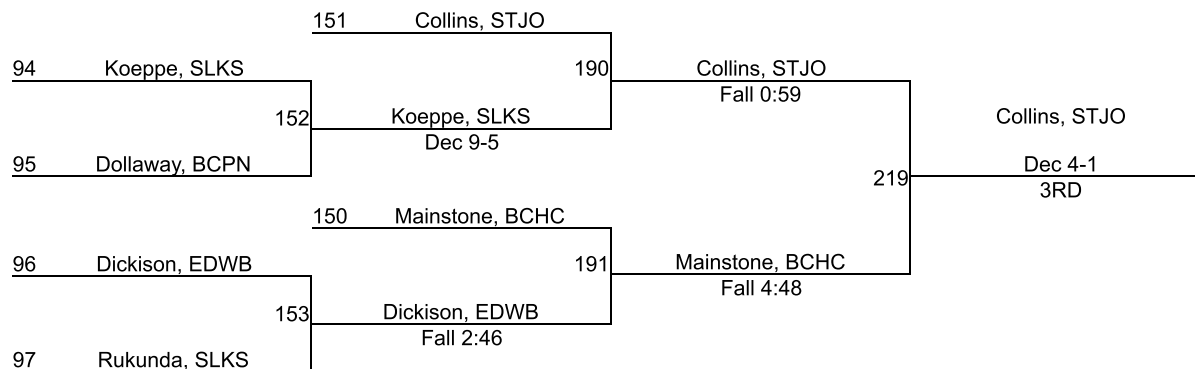 151 Collins, STJO
94 Koeppe, SLKS
190 Collins, STJO
Fall 0:59
152 Koeppe, SLKS
Dec 9-5
Collins, STJO
95 Dollaway, BCPN
219 Dec 4-1
3RD
150 Mainstone, BCHC
96 Dickison, EDWB
191 Mainstone, BCHC
Fall 4:48
153 Dickison, EDWB
Fall 2:46
97 Rukunda, SLKS